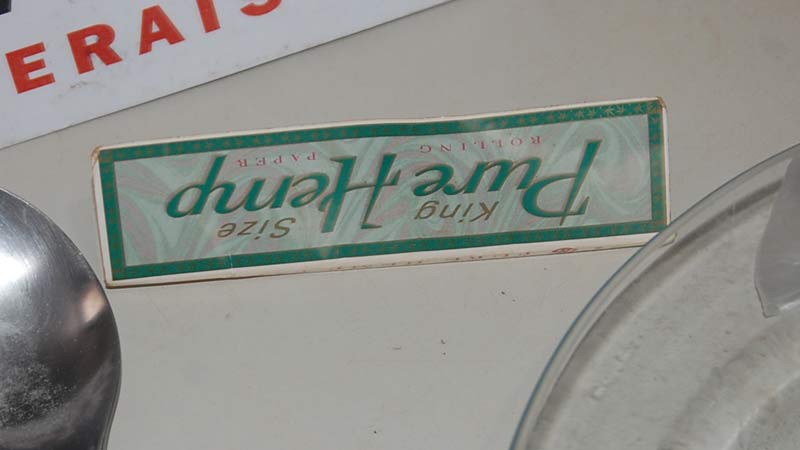 ERAIS
King Size
Pure Hemp
ROLLING PAPER